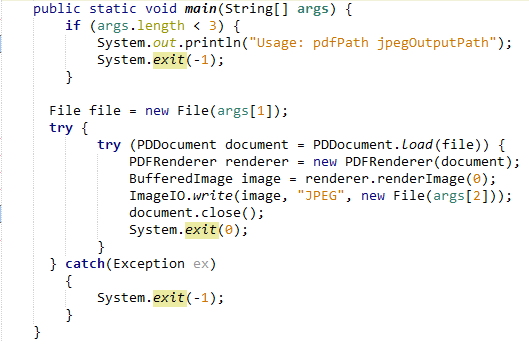 public static void main(String[] args) {
    if (args.length < 3) {
        System.out.println("Usage: pdfPath jpegOutputPath");
        System.exit(-1);
    }
  File file = new File(args[1]);
  try {
        try (PDDocument document = PDDocument.load(file)) {
            PDFRenderer renderer = new PDFRenderer(document);
            BufferedImage image = renderer.renderImage(0);
            ImageIO.write(image, "JPEG", new File(args[2]));
            document.close();
            System.exit(0);
        }
  } catch(Exception ex)
    {
        System.exit(-1);
    }
}